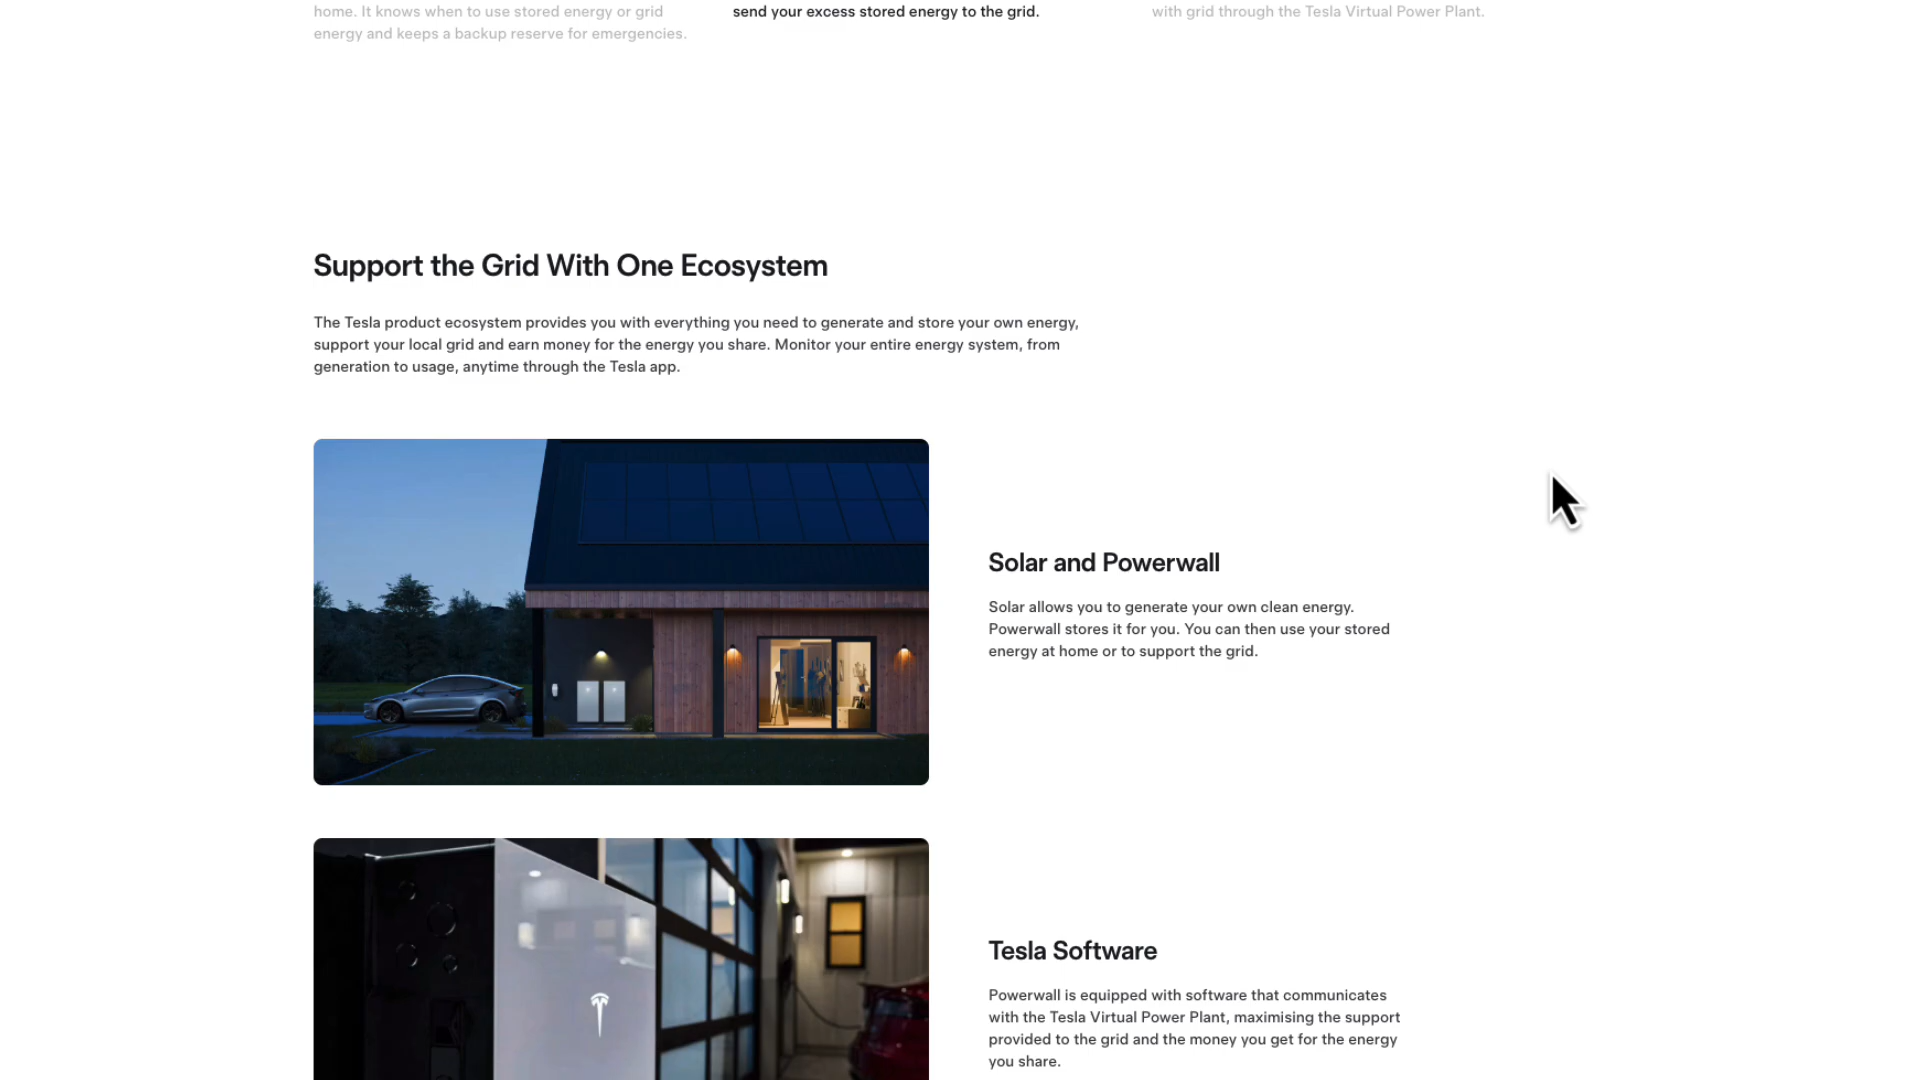 home. It knows when to use stored energy or grid
energy and keeps a backup reserve for emergencies.
send your excess stored energy to the grid.
with grid through the Tesla Virtual Power Plant.
Support the Grid With One Ecosystem
The Tesla product ecosystem provides you with everything you need to generate and store your own energy,
support your local grid and earn money for the energy you share. Monitor your entire energy system, from
generation to usage, anytime through the Tesla app.
Solar and Powerwall
Solar allows you to generate your own clean energy.
Powerwall stores it for you. You can then use your stored
energy at home or to support the grid.
Tesla Software
Powerwall is equipped with software that communicates
with the Tesla Virtual Power Plant, maximising the support
provided to the grid and the money you get for the energy
you share.